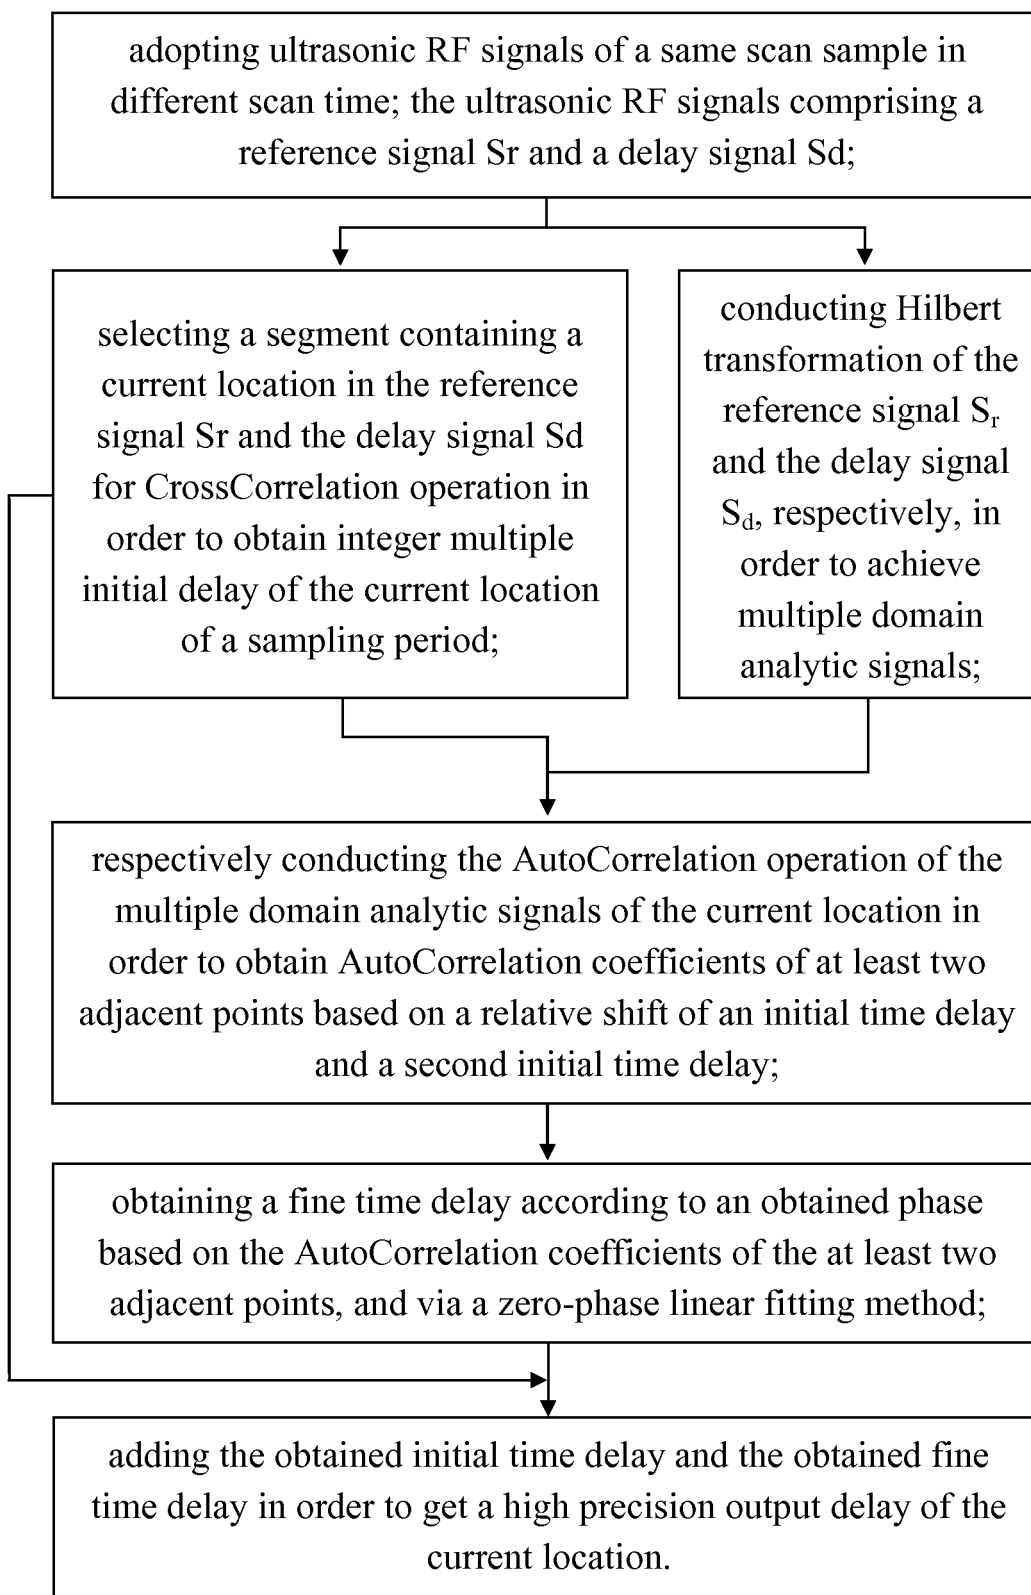 adopting ultrasonic RF signals of a same scan sample in
different scan time; the ultrasonic RF signals comprising a
reference signal Sr and a delay signal Sd;
selecting a segment containing a
current location in the reference
signal Sr and the delay signal Sd
for CrossCorrelation operation in
order to obtain integer multiple
initial delay of the current location
of a sampling period;
conducting Hilbert
transformation of the
reference signal Sr
and the delay signal
Sd, respectively, in
order to achieve
multiple domain
analytic signals;
respectively conducting the AutoCorrelation operation of the
multiple domain analytic signals of the current location in
order to obtain AutoCorrelation coefficients of at least two
adjacent points based on a relative shift of an initial time delay
and a second initial time delay;
obtaining a fine time delay according to an obtained phase
based on the AutoCorrelation coefficients of the at least two
adjacent points, and via a zero-phase linear fitting method;
adding the obtained initial time delay and the obtained fine
time delay in order to get a high precision output delay of the
current location.